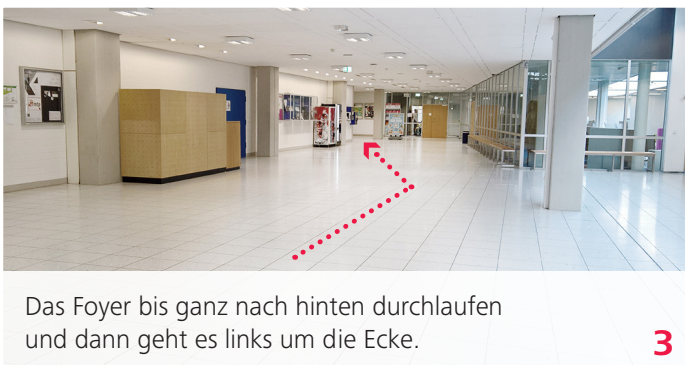 Das Foyer bis ganz nach hinten durchlaufen
und dann geht es links um die Ecke.
3